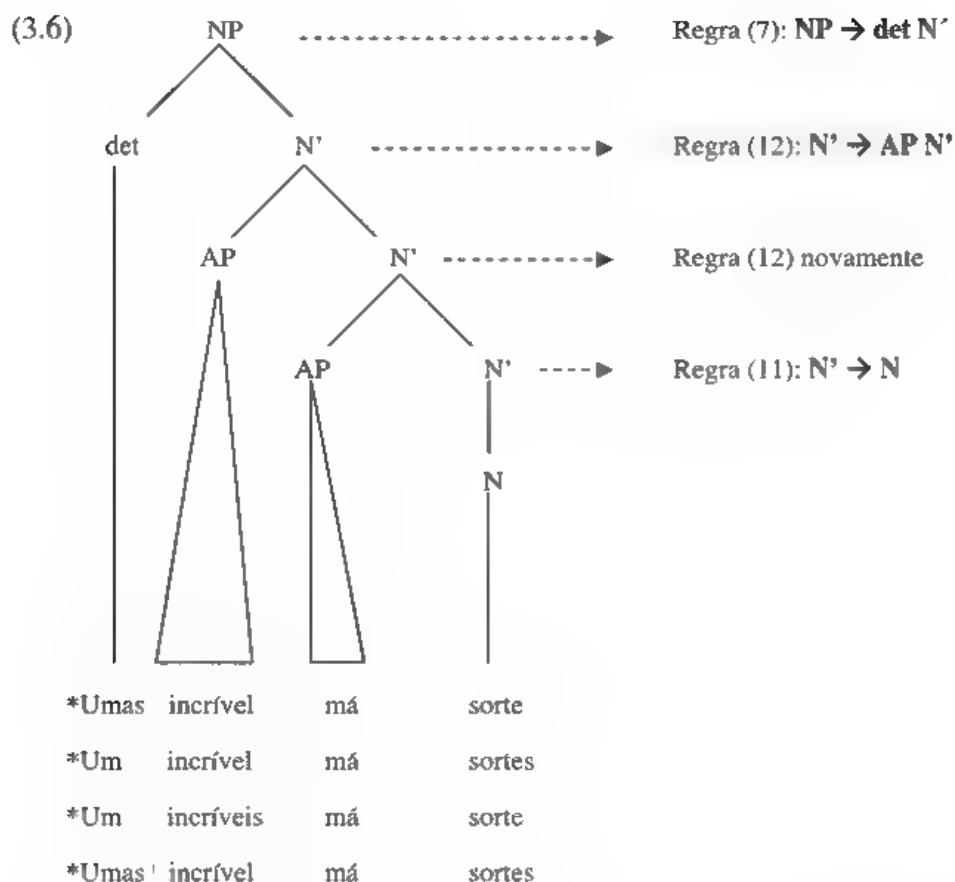 (3.6) NP Regra (7): NP → det N´
det N' Regra (12): N' → AP N'
AP N' Regra (12) novamente
AP N' Regra (11): N' → N
N
*Umas incrível má sorte
*Um incrível má sortes
*Um incríveis má sorte
*Umas incrível má sortes